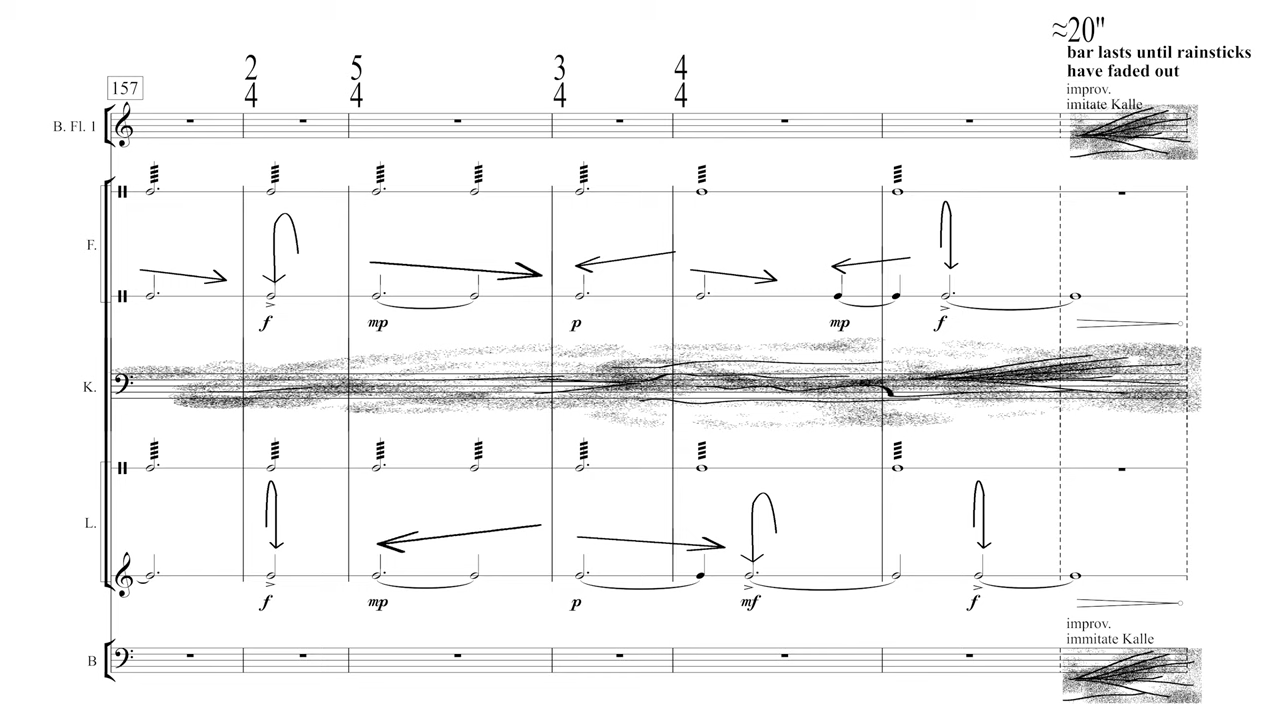 ≈20"
bar lasts until rainsticks
have faded out
157
2
4
5
4
3
4
4
4
improv.
imitate Kalle
B. Fl. 1
F.
f
mp
p
mp
f
K.
L.
f
mp
p
mf
f
improv.
immitate Kalle
B